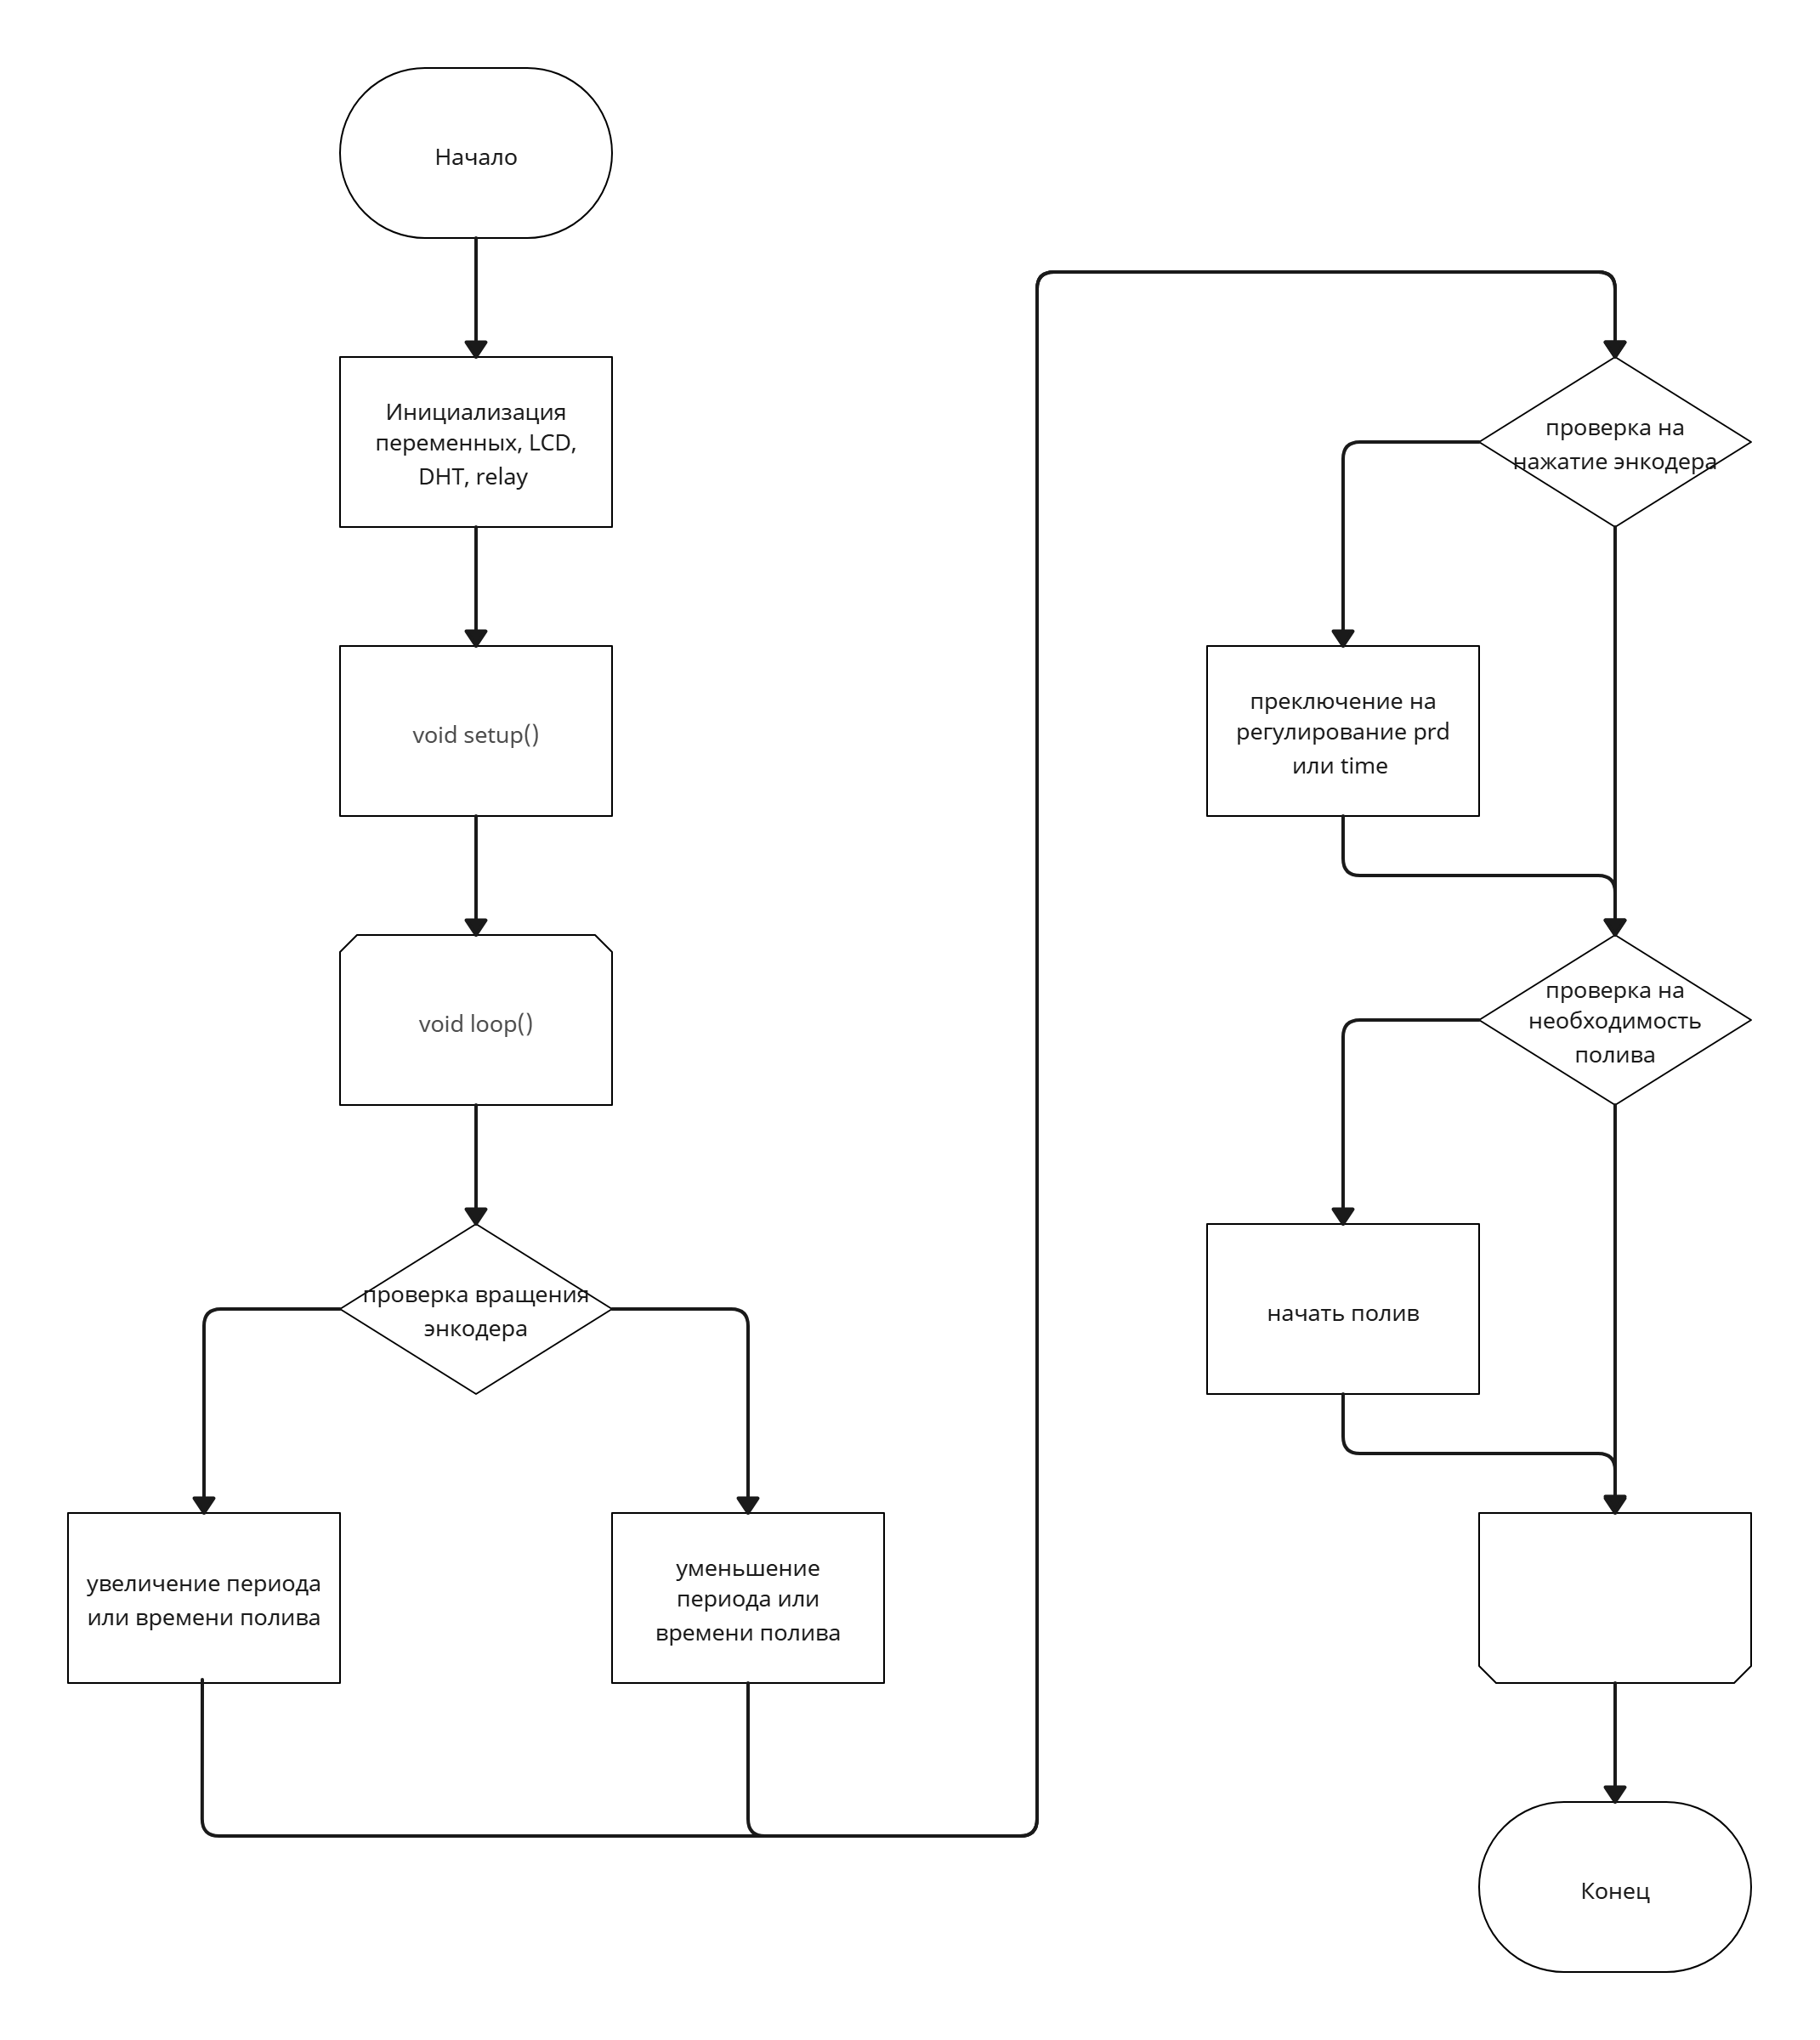 Начало
Инициализация
переменных, LCD,
DHT, relay
void setup()
void loop()
проверка вращения
энкодера
увеличение периода
или времени полива
уменьшение
периода или
времени полива
проверка на
нажатие энкодера
преключение на
регулирование prd
или time
проверка на
необходимость
полива
начать полив
Конец